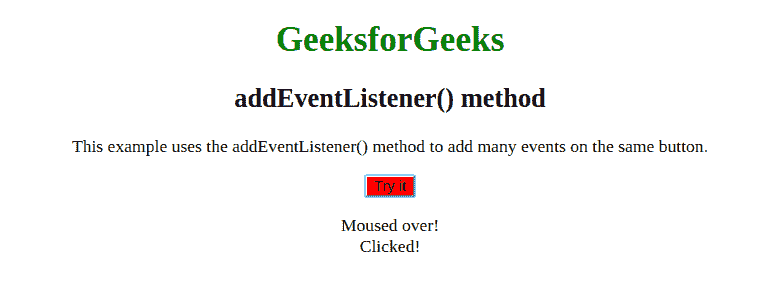 GeeksforGeeks
addEventListener() method
This example uses the addEventListener() method to add many events on the same button.
Try it
Moused over!
Clicked!